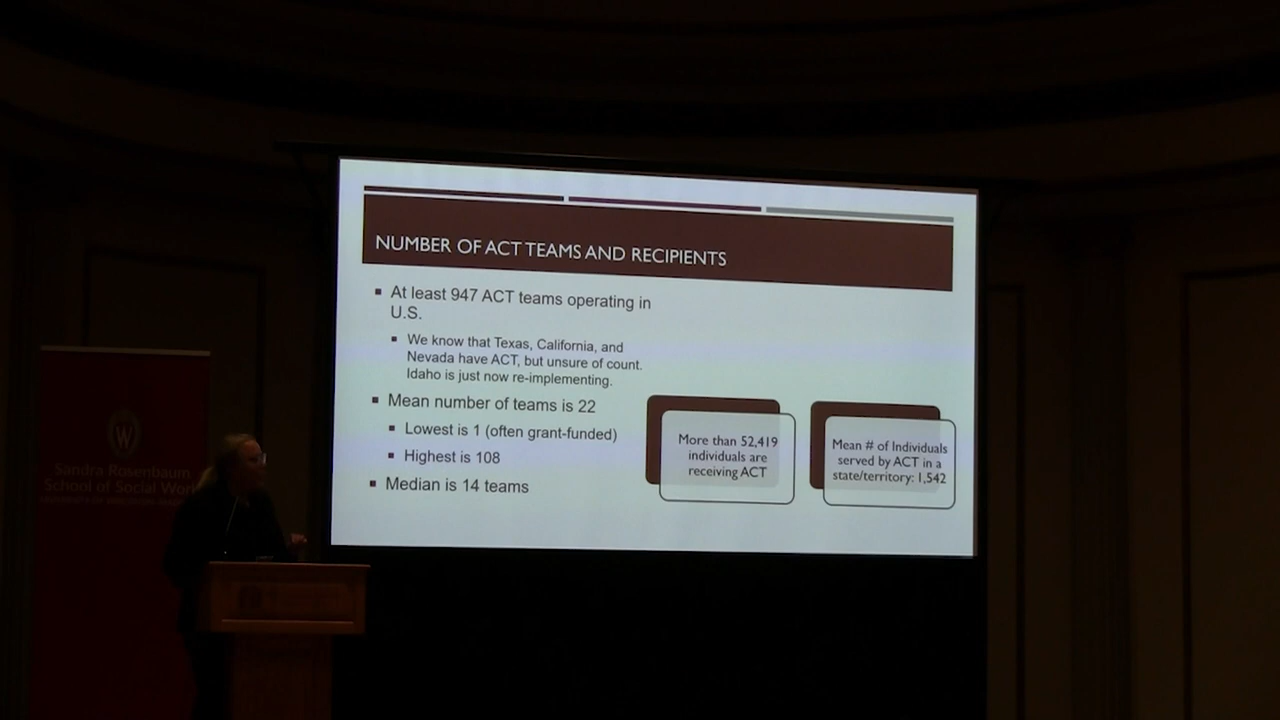 NUMBER OF ACT TEAMS AND RECIPIENTS
At least 947 ACT teams operating in
U.S.
We know that Texas, California, and
Nevada have ACT, but unsure of count.
Idaho is just now re-implementing.
Mean number of teams is 22
Lowest is 1 (often grant-funded)
Highest is 108
Median is 14 teams
More than 52,419
individuals are
receiving ACT
Mean # of Individuals
served by ACT in a
state/territory: 1,542
W
Sandra Rosenbaum
School of Social Work